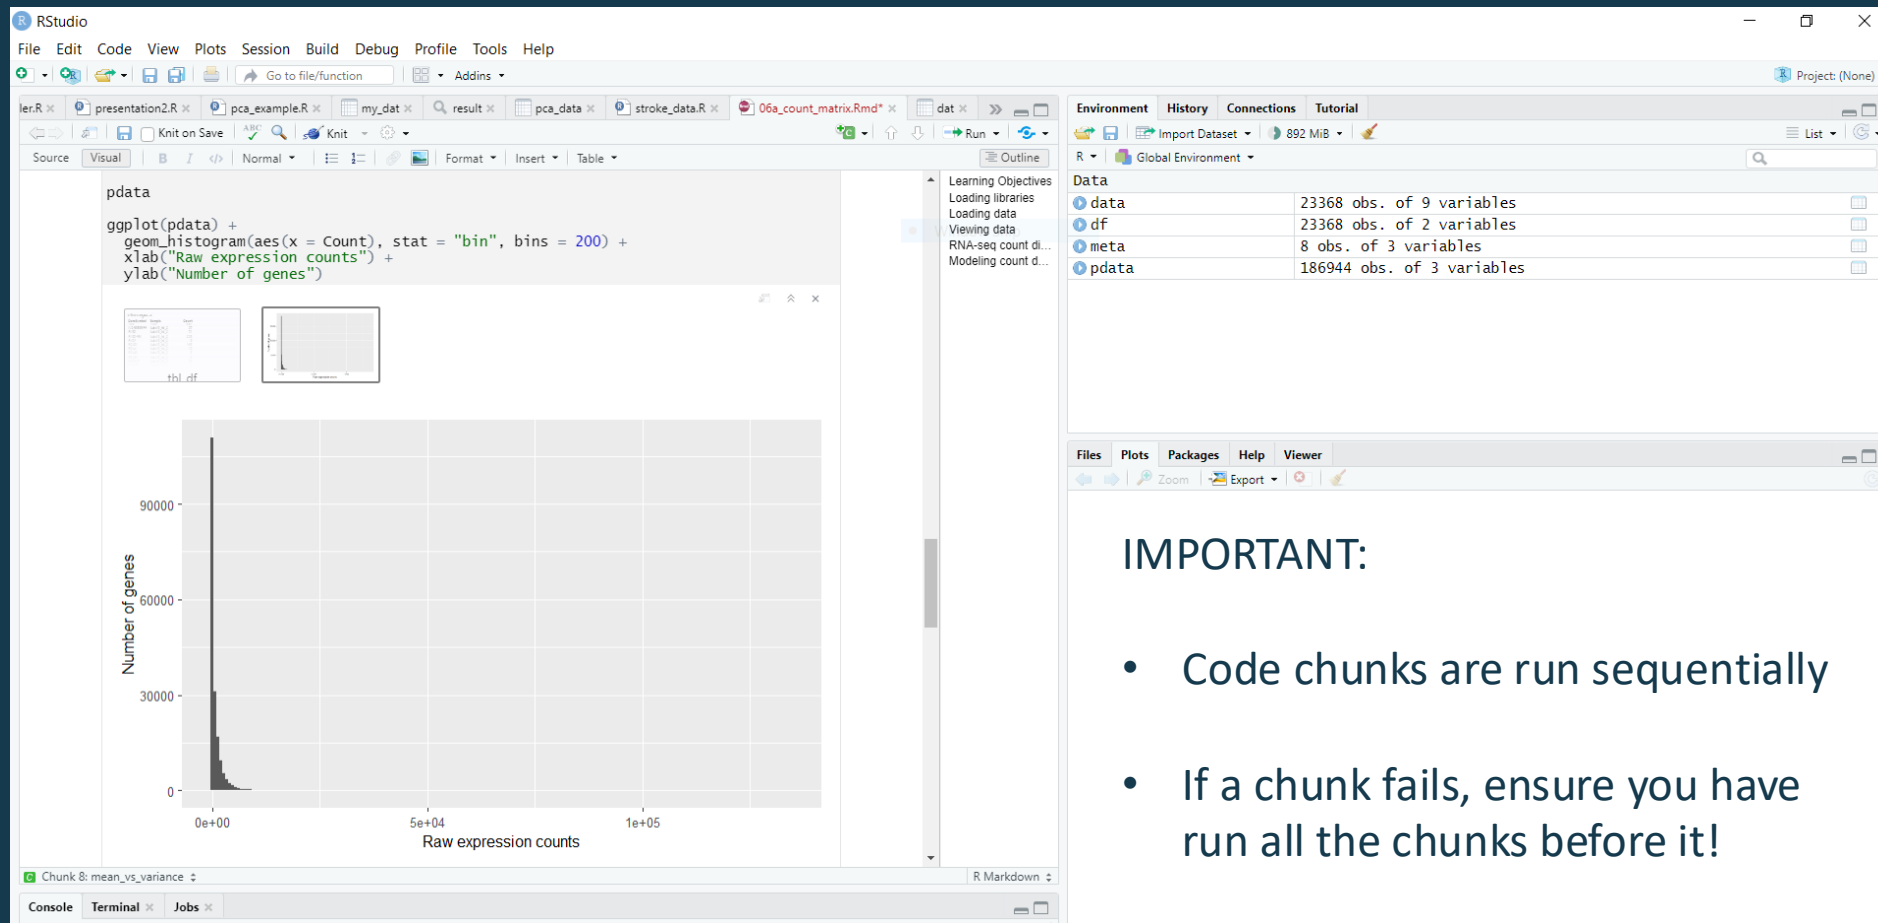 RStudio
File Edit Code View Plots Session Build Debug Profile Tools Help
Go to file/function Addins
Project: (None)
ler.R presentation2.R pca_example.R my_dat result pca_data stroke_data.R 06a_count_matrix.Rmd* dat
Knit on Save ABC Knit Run
Source Visual B I </> Normal Format Insert Table Outline
pdata
ggplot(pdata) +
geom_histogram(aes(x = Count), stat = "bin", bins = 200) +
xlab("Raw expression counts") +
ylab("Number of genes")
tbl_df
Number of genes
90000
60000
30000
0
0e+00 5e+04 1e+05
Raw expression counts
Learning Objectives
Loading libraries
Loading data
Viewing data
RNA-seq count di...
Modeling count d...
Chunk 8: mean_vs_variance R Markdown
Console Terminal Jobs
Environment History Connections Tutorial
Import Dataset 892 MiB List
R Global Environment
Data
data 23368 obs. of 9 variables
df 23368 obs. of 2 variables
meta 8 obs. of 3 variables
pdata 186944 obs. of 3 variables
Files Plots Packages Help Viewer
Zoom Export
IMPORTANT:
• Code chunks are run sequentially
• If a chunk fails, ensure you have
run all the chunks before it!